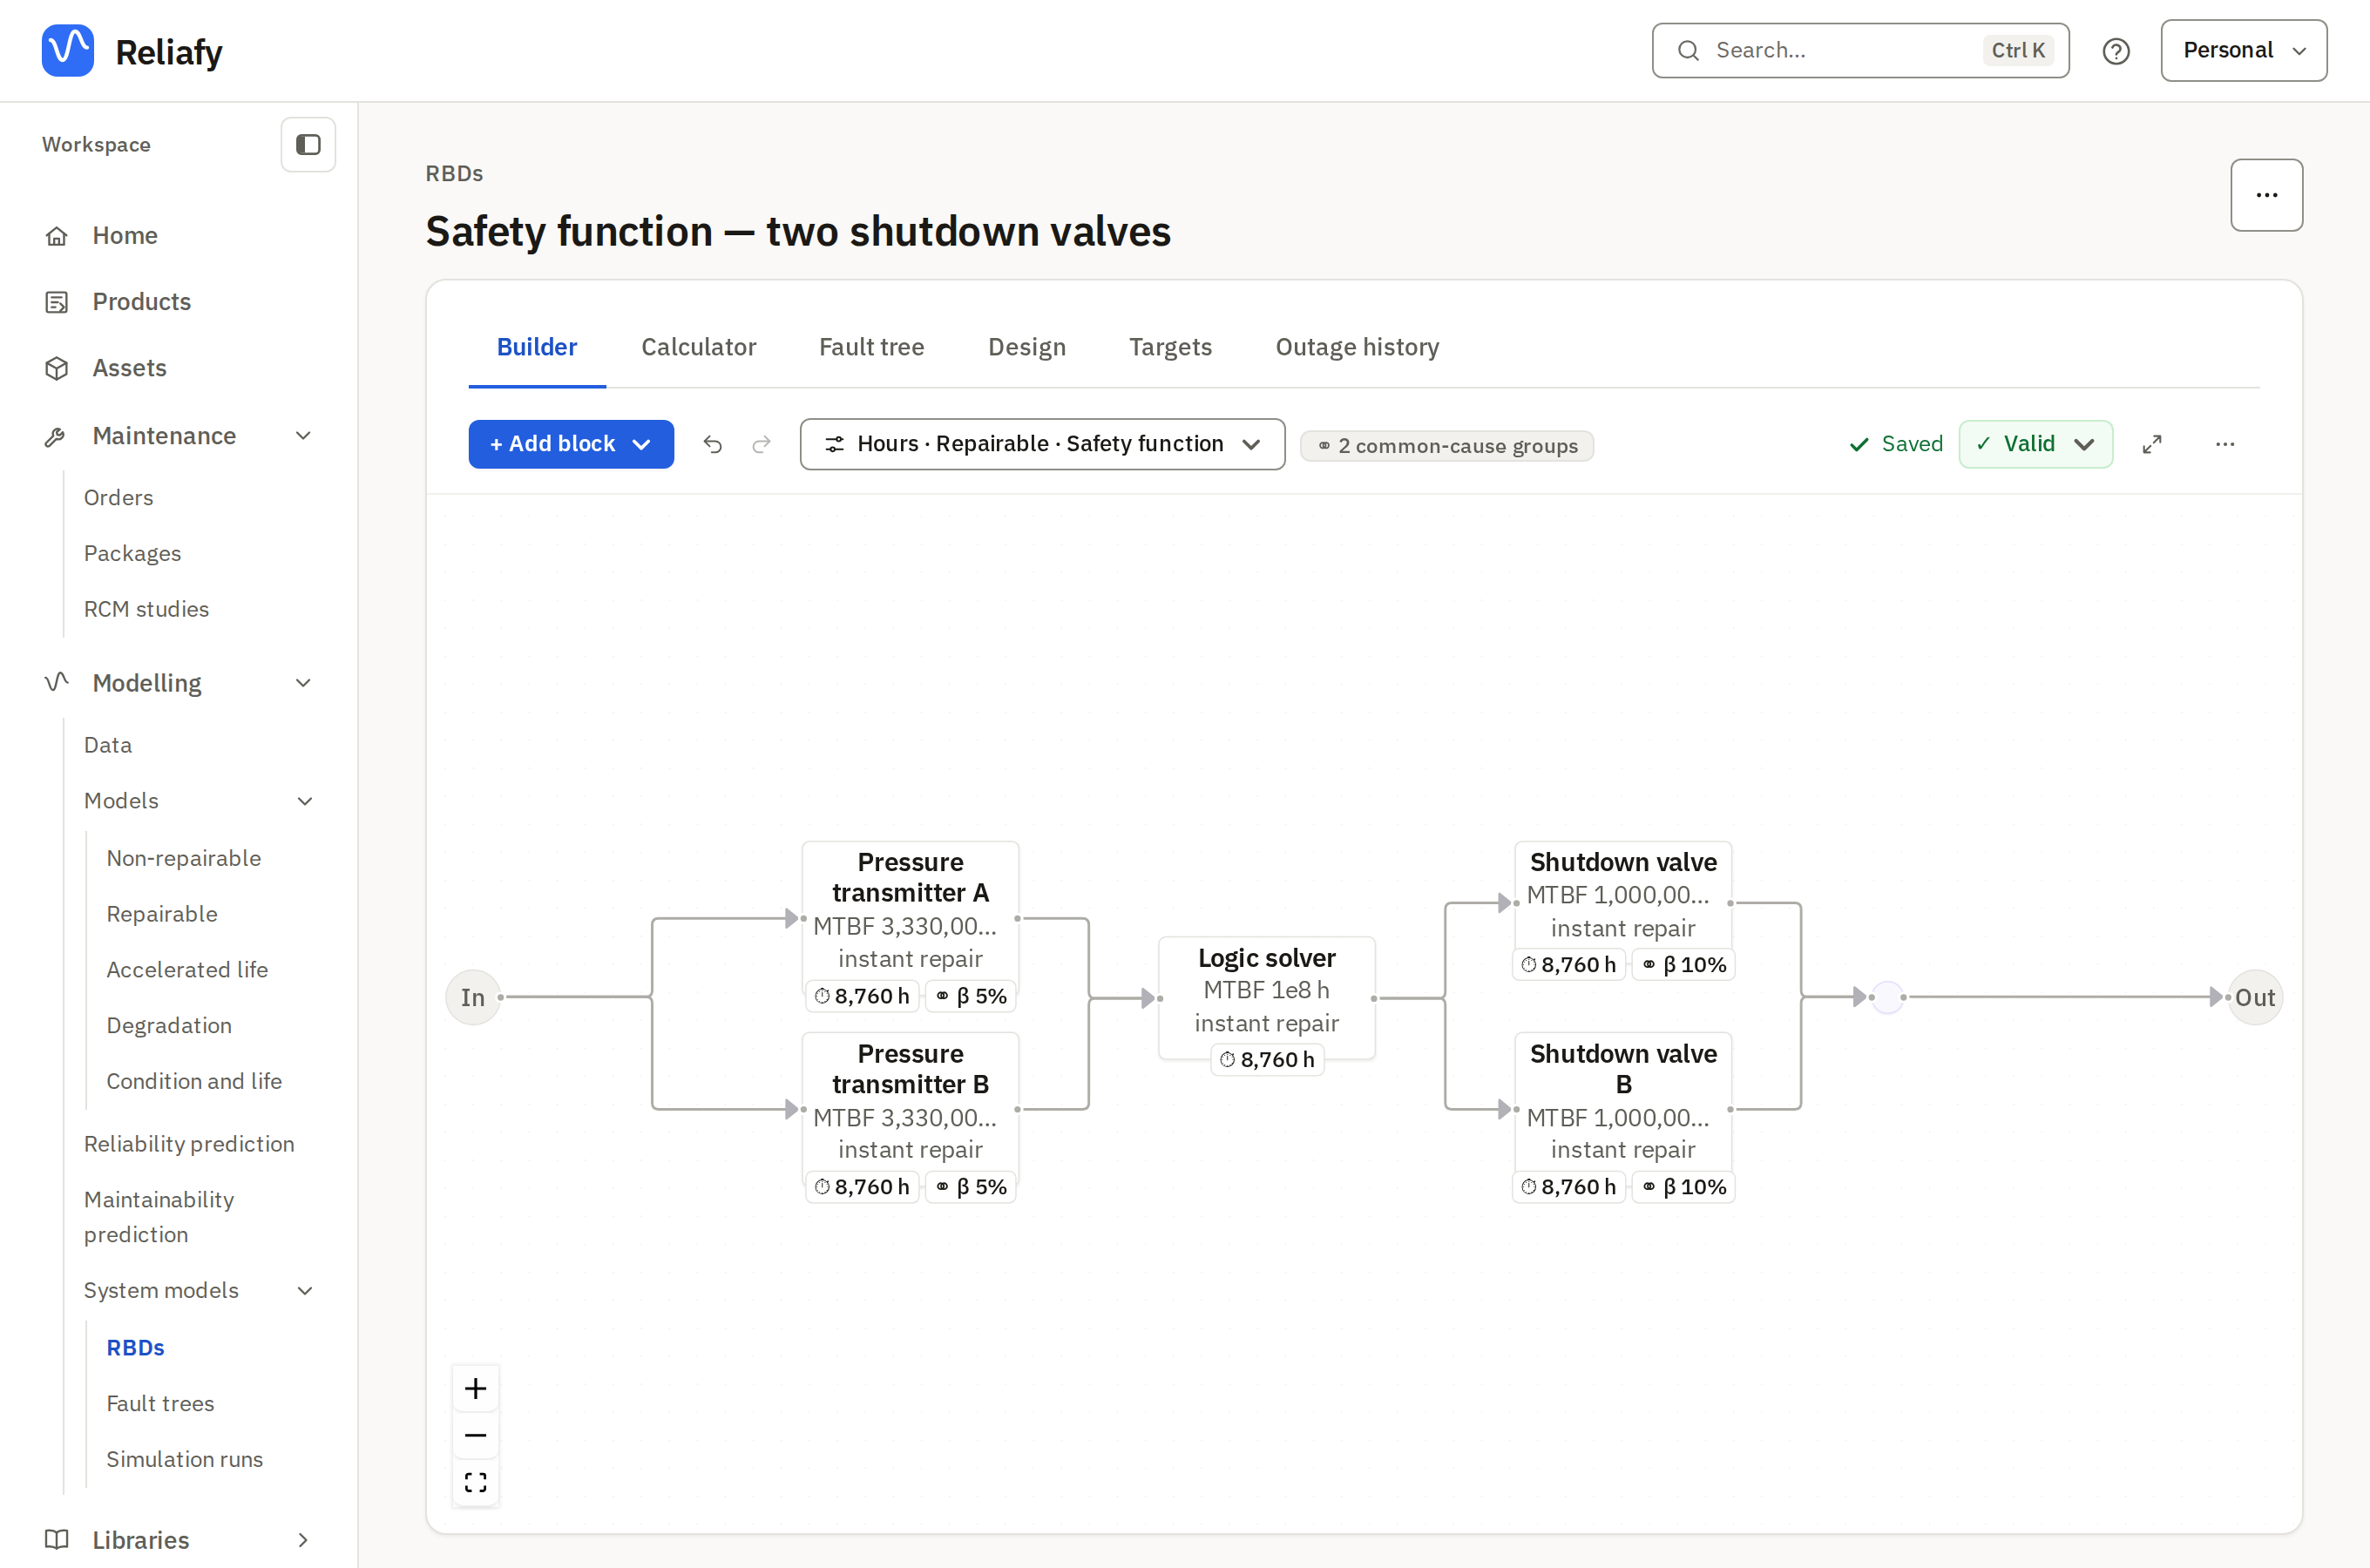 Reliafy
Search...
Ctrl K
Personal
Workspace
Home
Products
Assets
Maintenance
Orders
Packages
RCM studies
Modelling
Data
Models
Non-repairable
Repairable
Accelerated life
Degradation
Condition and life
Reliability prediction
Maintainability
prediction
System models
RBDs
Fault trees
Simulation runs
Libraries
RBDs
Safety function — two shutdown valves
Builder
Calculator
Fault tree
Design
Targets
Outage history
+ Add block
Hours · Repairable · Safety function
2 common-cause groups
Saved
✓ Valid
In
Pressure
transmitter A
MTBF 3,330,00...
instant repair
8,760 h
β 5%
Pressure
transmitter B
MTBF 3,330,00...
instant repair
8,760 h
β 5%
Logic solver
MTBF 1e8 h
instant repair
8,760 h
Shutdown valve
MTBF 1,000,00...
instant repair
8,760 h
β 10%
Shutdown valve
B
MTBF 1,000,00...
instant repair
8,760 h
β 10%
Out